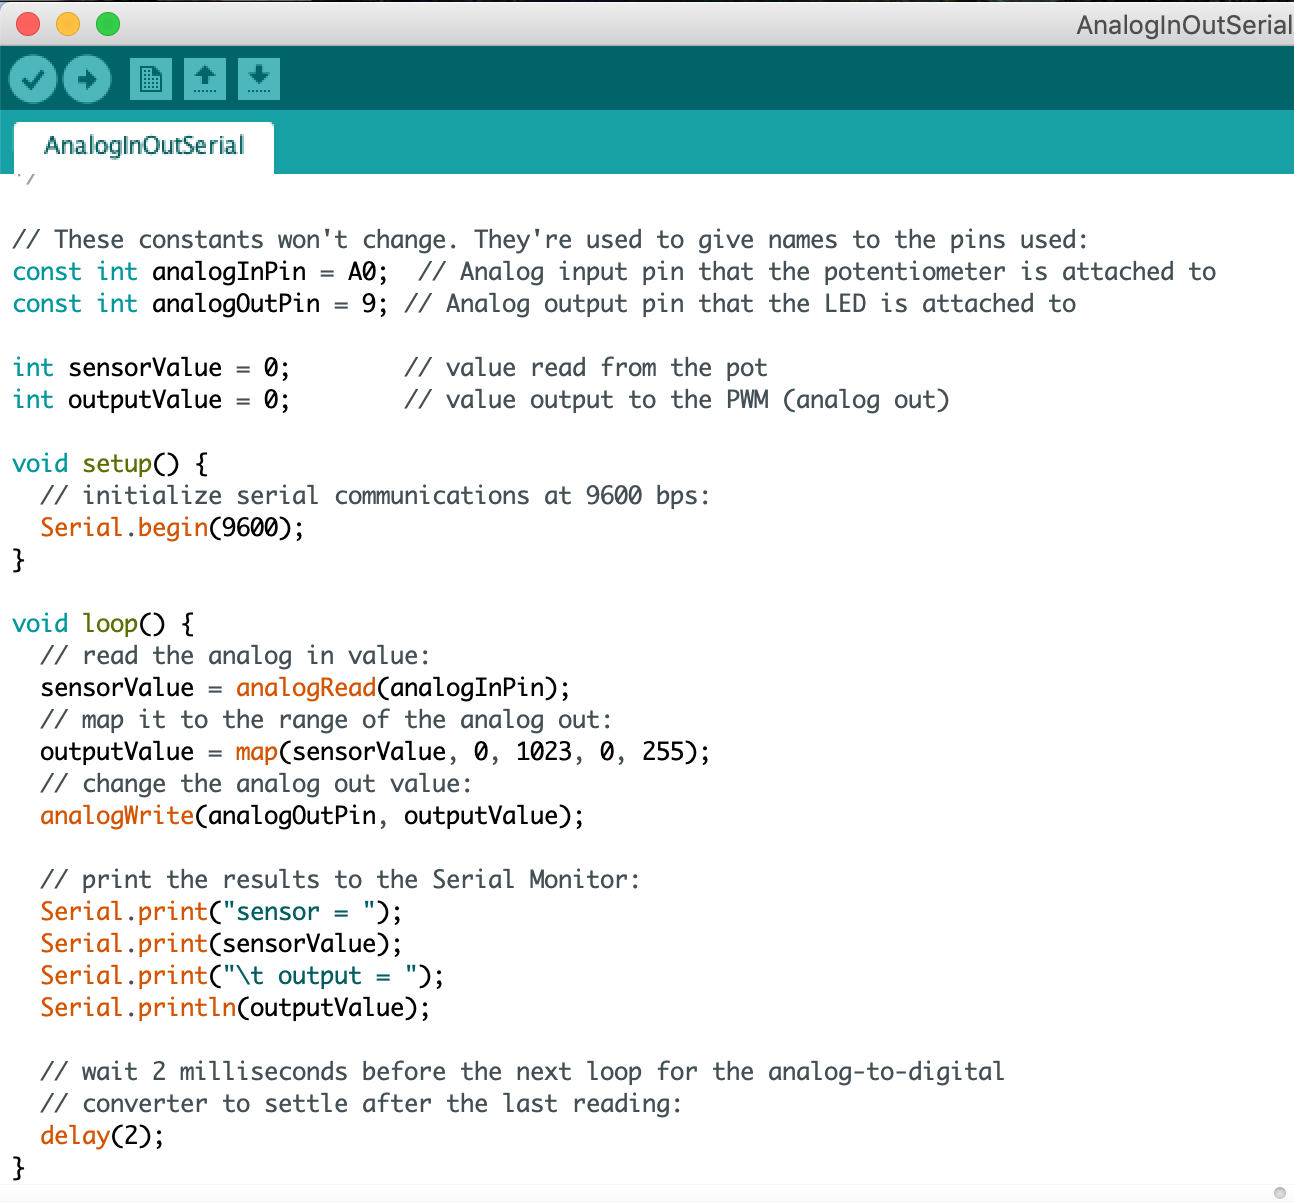 AnalogInOutSerial
AnalogInOutSerial
*/
// These constants won't change. They're used to give names to the pins used:
const int analogInPin = A0;  // Analog input pin that the potentiometer is attached to
const int analogOutPin = 9; // Analog output pin that the LED is attached to
int sensorValue = 0;        // value read from the pot
int outputValue = 0;        // value output to the PWM (analog out)
void setup() {
  // initialize serial communications at 9600 bps:
  Serial.begin(9600);
}
void loop() {
  // read the analog in value:
  sensorValue = analogRead(analogInPin);
  // map it to the range of the analog out:
  outputValue = map(sensorValue, 0, 1023, 0, 255);
  // change the analog out value:
  analogWrite(analogOutPin, outputValue);
  // print the results to the Serial Monitor:
  Serial.print("sensor = ");
  Serial.print(sensorValue);
  Serial.print("\t output = ");
  Serial.println(outputValue);
  // wait 2 milliseconds before the next loop for the analog-to-digital
  // converter to settle after the last reading:
  delay(2);
}